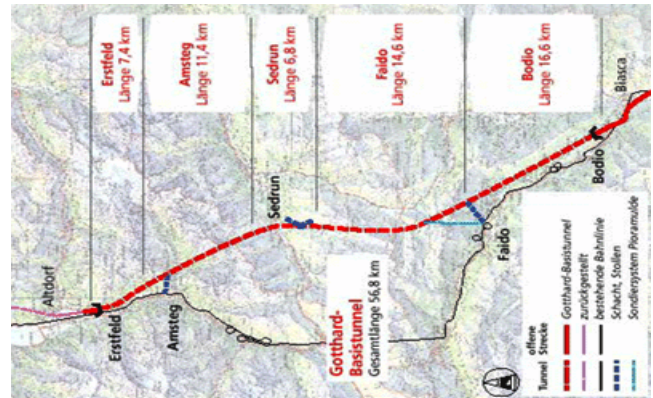 Erstfeld
Länge 7,4 km
Amsteg
Länge 11,4 km
Sedrun
Länge 6,8 km
Faido
Länge 14,6 km
Bodio
Länge 16,6 km
Altdorf
Erstfeld
Amsteg
Sedrun
Faido
Bodio
Biasca
Gotthard-
Basistunnel
Gesamtlänge 56,8 km
offene
Tunnel Strecke
Gotthard-Basistunnel
zurückgestellt
bestehende Bahnlinie
Schacht, Stollen
Sondiersystem Pioramulde